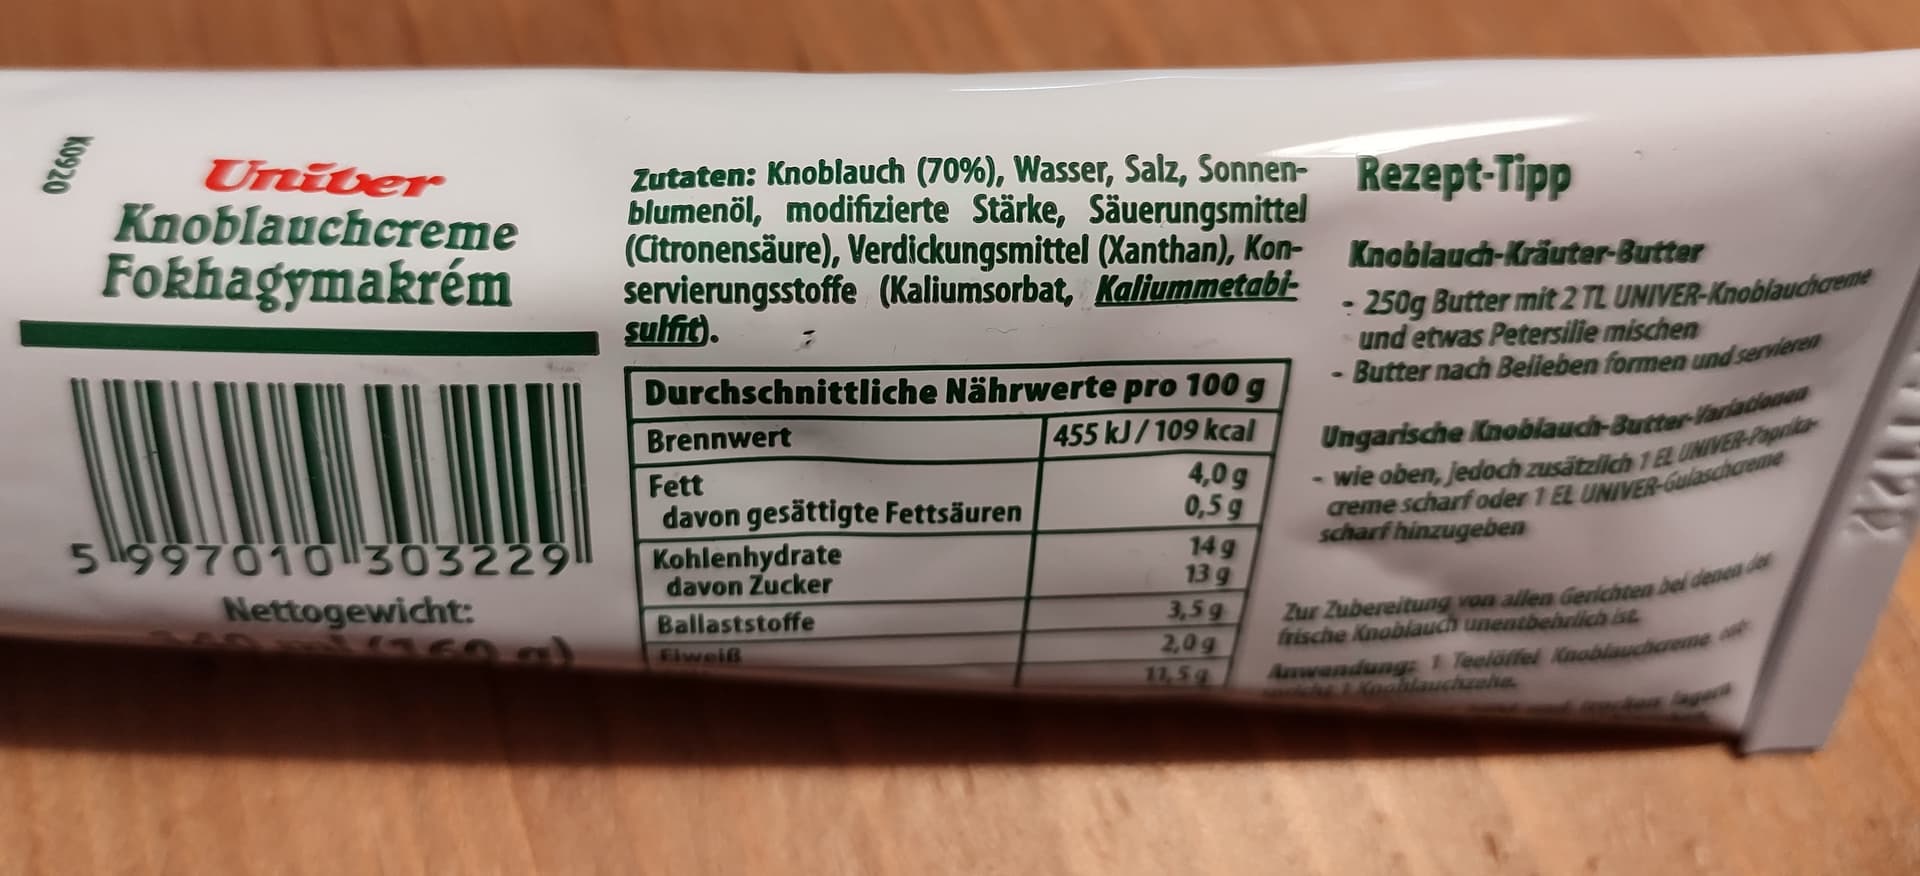 K0920
Univer
Knoblauchcreme
Fokhagymakrém
5 997010 303229
Nettogewicht:
Zutaten: Knoblauch (70%), Wasser, Salz, Sonnen-
blumenöl, modifizierte Stärke, Säuerungsmittel
(Citronensäure), Verdickungsmittel (Xanthan), Kon-
servierungsstoffe (Kaliumsorbat, Kaliummetabi-
sulfit).
Durchschnittliche Nährwerte pro 100 g
Brennwert 455 kJ / 109 kcal
Fett 4,0 g
davon gesättigte Fettsäuren 0,5 g
Kohlenhydrate 14 g
davon Zucker 13 g
Ballaststoffe 3,5 g
Eiweiß 2,0 g
11,5 g
Rezept-Tipp
Knoblauch-Kräuter-Butter
- 250g Butter mit 2 TL UNIVER-Knoblauchcreme
und etwas Petersilie mischen
- Butter nach Belieben formen und servieren
Ungarische Knoblauch-Butter-Variationen
- wie oben, jedoch zusätzlich 1 EL UNIVER-Paprika-
creme scharf oder 1 EL UNIVER-Gulaschcreme
scharf hinzugeben
Zur Zubereitung von allen Gerichten bei denen der
frische Knoblauch unentbehrlich ist.
Anwendung: 1 Teelöffel Knoblauchcreme
1 Knoblauchzehe.
lagern